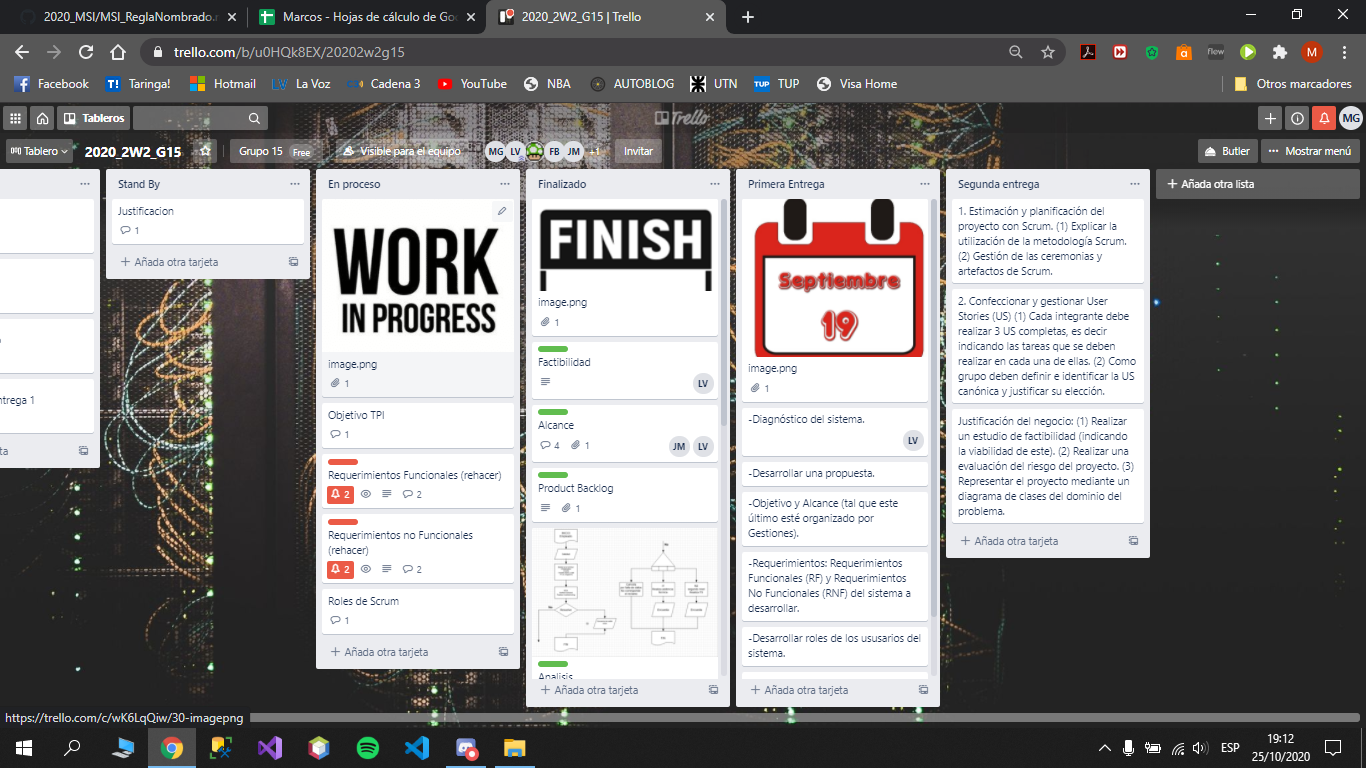 2020_MSI/MSI_ReglaNombrado.
Marcos - Hojas de cálculo de Goo
2020_2W2_G15 | Trello
trello.com/b/u0HQk8EX/20202w2g15
Facebook
Taringa!
Hotmail
La Voz
Cadena 3
YouTube
NBA
AUTOBLOG
UTN
TUP
Visa Home
Otros marcadores
Tableros
Trello
MG
Tablero
2020_2W2_G15
Grupo 15 Free
Visible para el equipo
MG LV FB JM +1
Invitar
Butler
Mostrar menú
ntrega 1
Stand By
Justificacion
1
Añada otra tarjeta
En proceso
WORK
IN PROGRESS
image.png
1
Objetivo TPI
1
Requerimientos Funcionales (rehacer)
2 2
Requerimientos no Funcionales
(rehacer)
2 2
Roles de Scrum
1
Añada otra tarjeta
Finalizado
FINISH
image.png
1
Factibilidad
LV
Alcance
4 1 JM LV
Product Backlog
1
Analisis
Añada otra tarjeta
Primera Entrega
Septiembre
19
image.png
1
-Diagnóstico del sistema.
LV
-Desarrollar una propuesta.
-Objetivo y Alcance (tal que este
último esté organizado por
Gestiones).
-Requerimientos: Requerimientos
Funcionales (RF) y Requerimientos
No Funcionales (RNF) del sistema a
desarrollar.
-Desarrollar roles de los ususarios del
sistema.
Añada otra tarjeta
Segunda entrega
1. Estimación y planificación del
proyecto con Scrum. (1) Explicar la
utilización de la metodología Scrum.
(2) Gestión de las ceremonias y
artefactos de Scrum.
2. Confeccionar y gestionar User
Stories (US) (1) Cada integrante debe
realizar 3 US completas, es decir
indicando las tareas que se deben
realizar en cada una de ellas. (2) Como
grupo deben definir e identificar la US
canónica y justificar su elección.
Justificación del negocio: (1) Realizar
un estudio de factibilidad (indicando
la viabilidad de este). (2) Realizar una
evaluación del riesgo del proyecto. (3)
Representar el proyecto mediante un
diagrama de clases del dominio del
problema.
Añada otra tarjeta
Añada otra lista
https://trello.com/c/wK6LqQiw/30-imagepng
ESP
19:12
25/10/2020